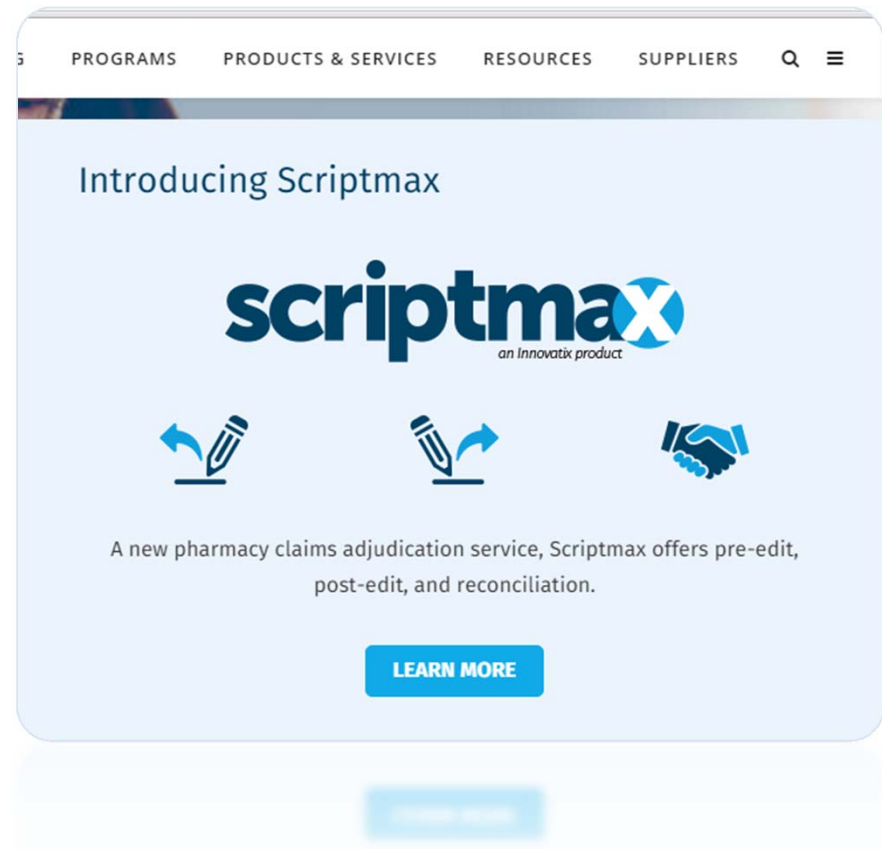 PROGRAMS PRODUCTS & SERVICES RESOURCES SUPPLIERS
Introducing Scriptmax
scriptmax
an Innovatix product
A new pharmacy claims adjudication service, Scriptmax offers pre-edit,
post-edit, and reconciliation.
LEARN MORE